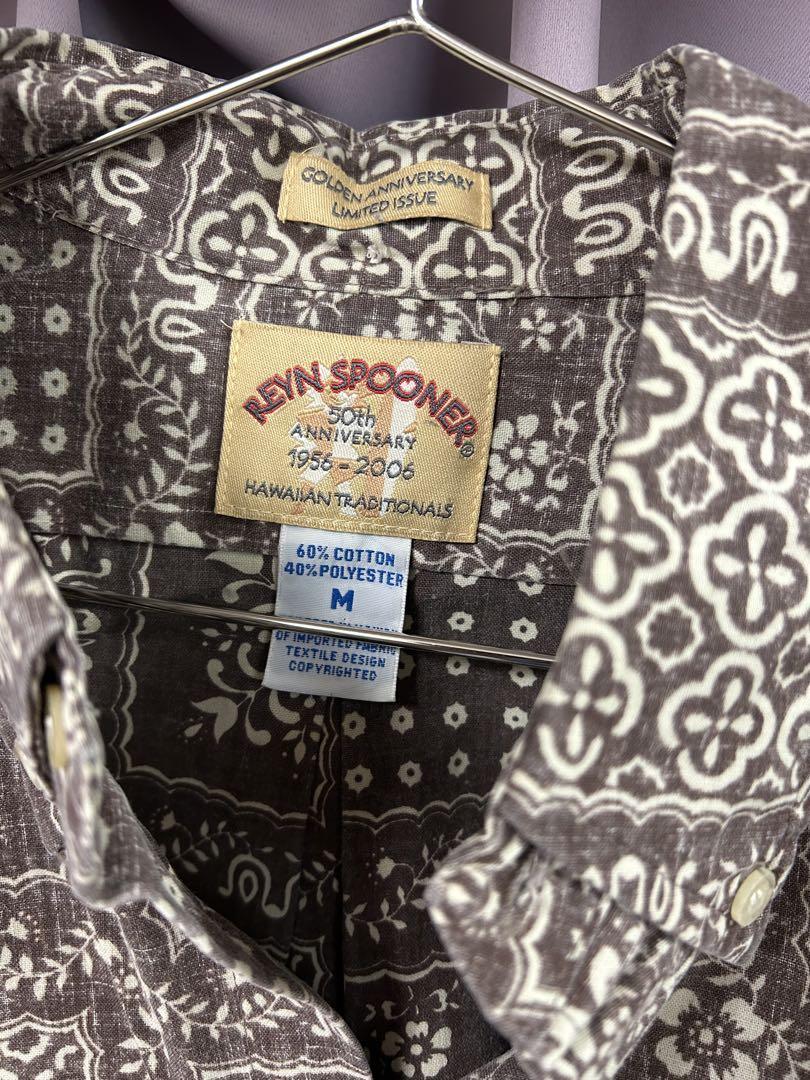 GOLDEN ANNIVERSARY
LIMITED ISSUE
REYN SPOONER®
50th
ANNIVERSARY
1956-2006
HAWAIIAN TRADITIONALS
60% COTTON
40% POLYESTER
M
OF IMPORTED FABRIC
TEXTILE DESIGN
COPYRIGHTED